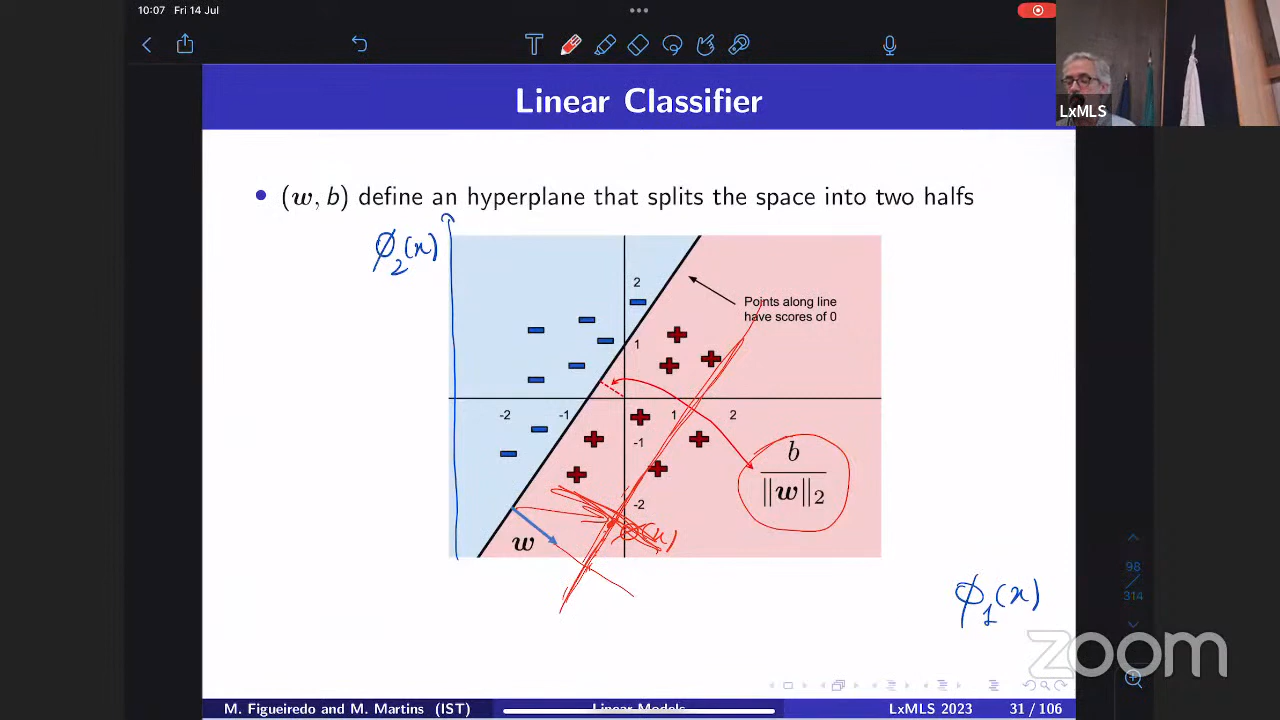 10:07 Fri 14 Jul
LxMLS
Linear Classifier
(w, b) define an hyperplane that splits the space into two halfs
ϕ₂(x)
2
Points along line
have scores of 0
1
-2 -1 1 2
-1
b
‖w‖₂
-2
w
(x)
ϕ₁(x)
98
314
zoom
M. Figueiredo and M. Martins (IST) Linear Models LxMLS 2023 31 / 106